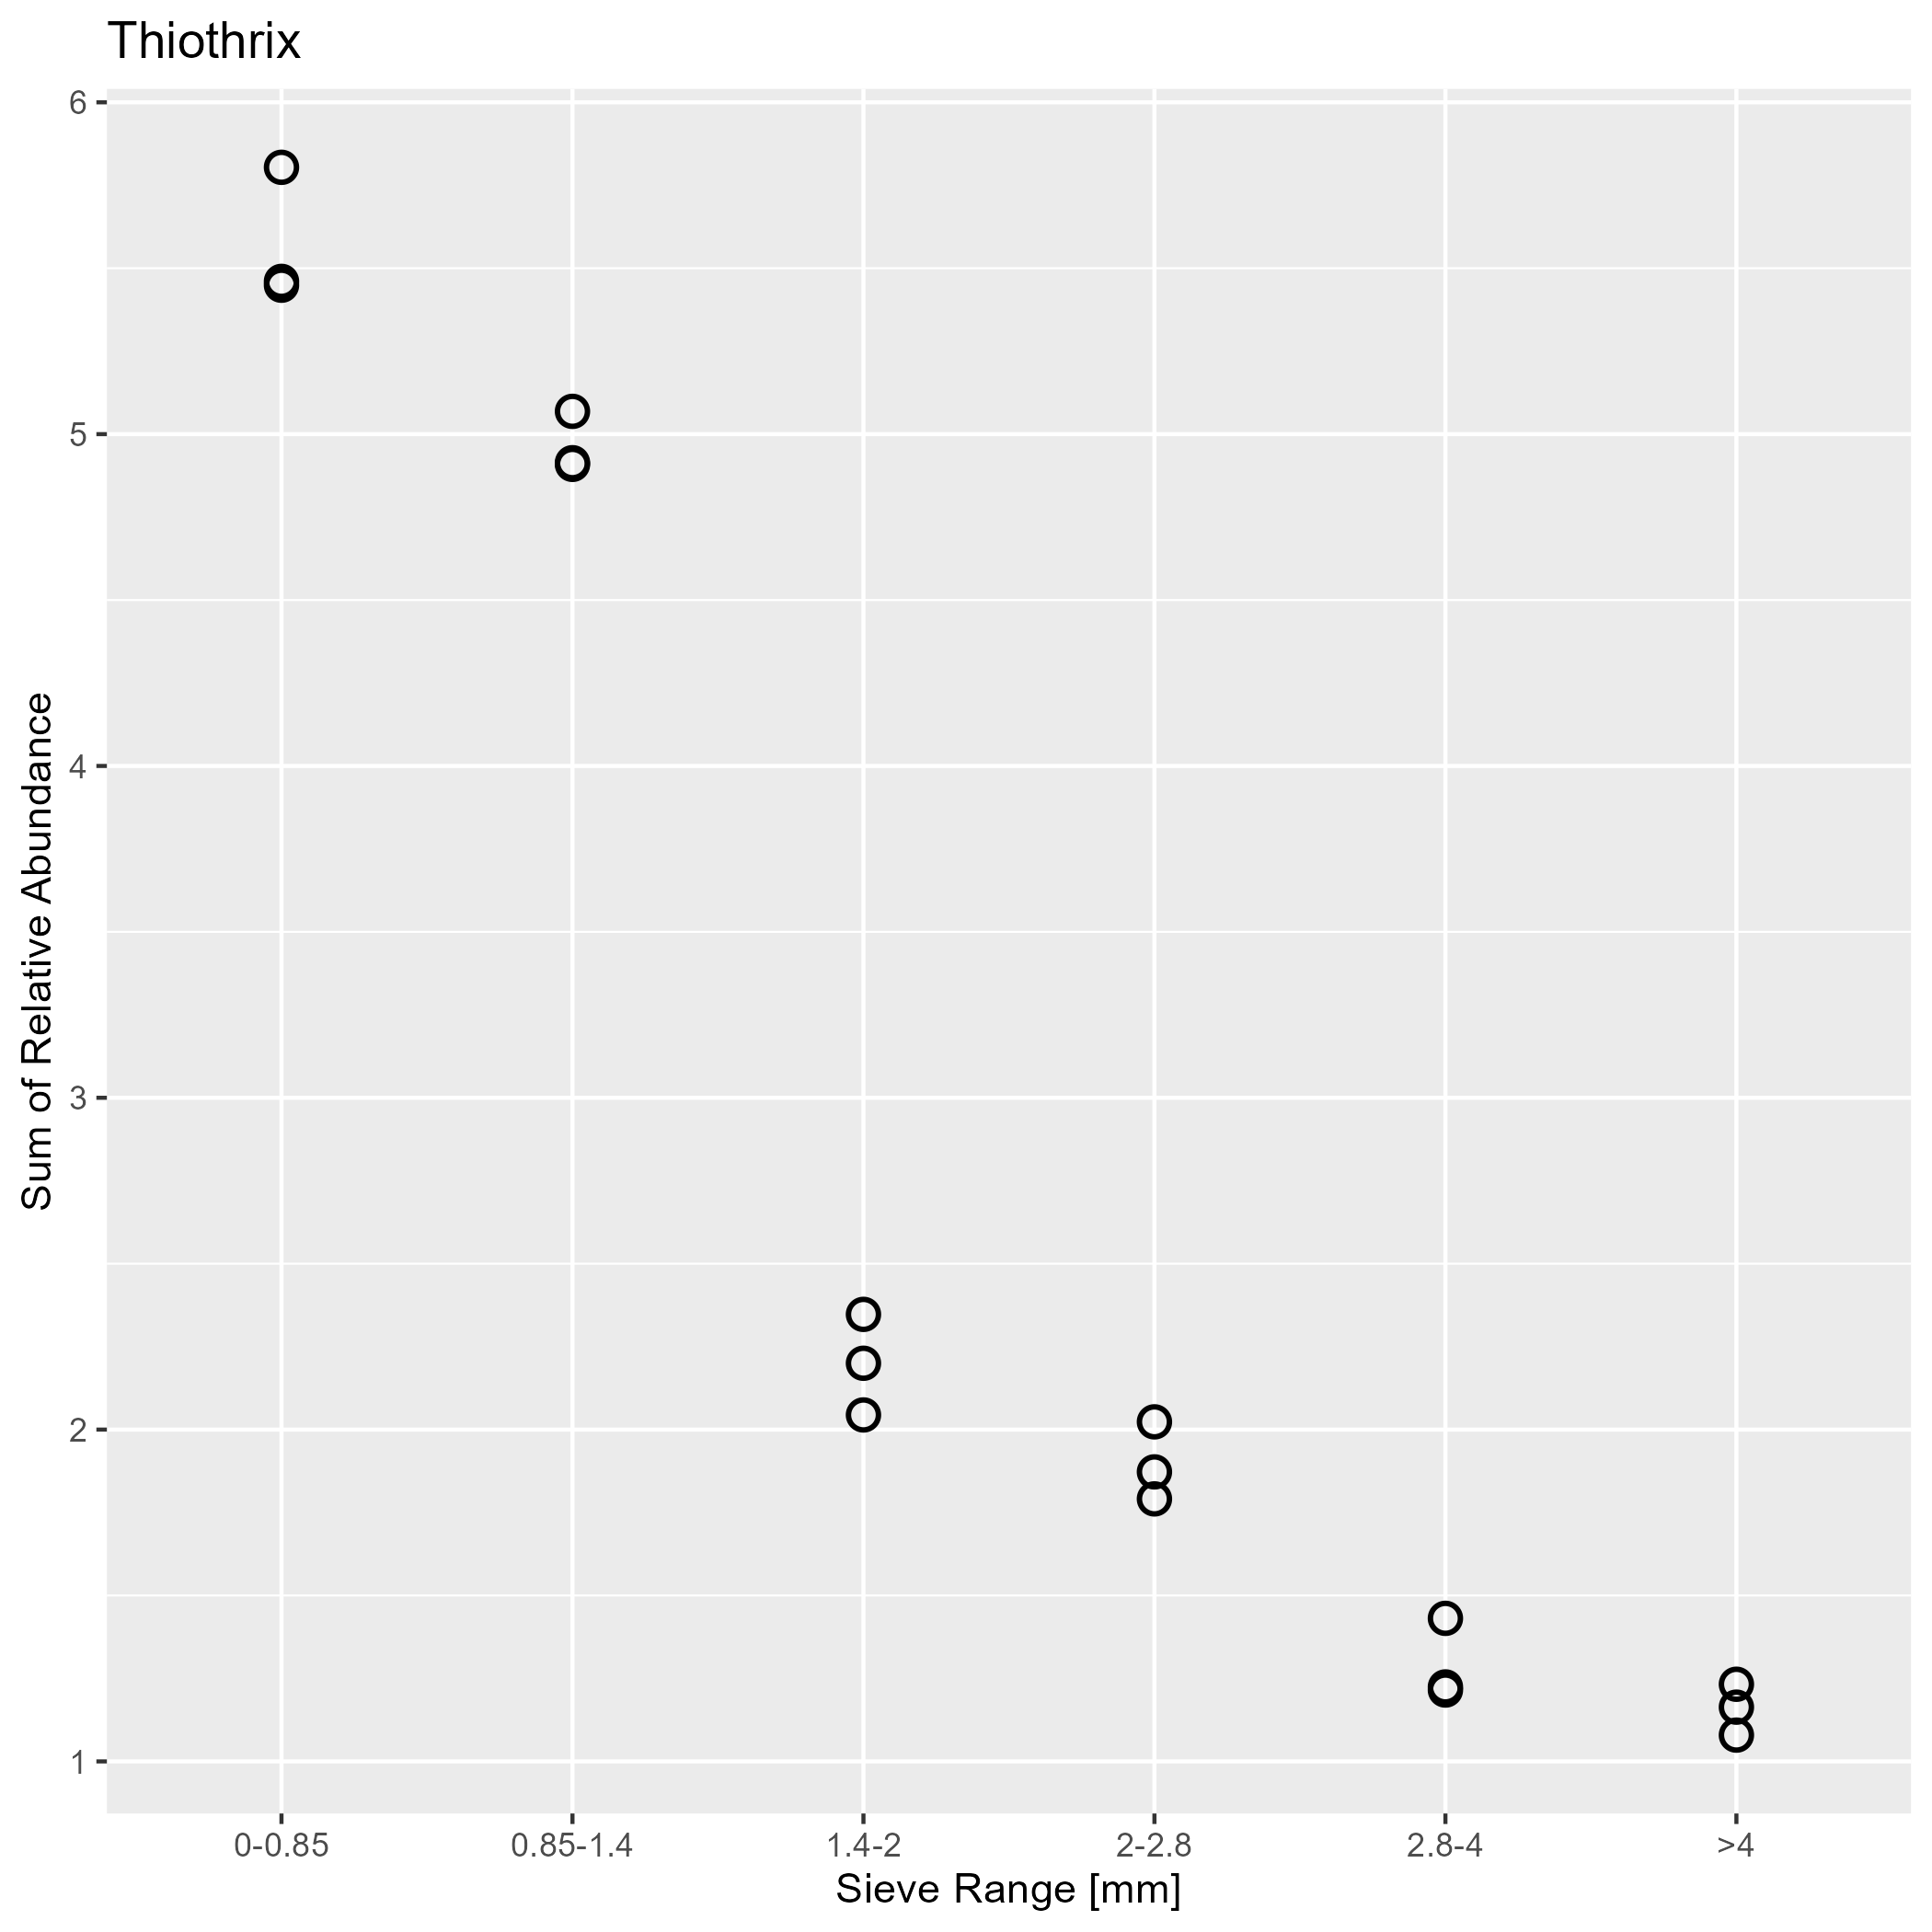 Thiothrix
6
5
4
3
2
1
Sum of Relative Abundance
0-0.85 0.85-1.4 1.4-2 2-2.8 2.8-4 >4
Sieve Range [mm]